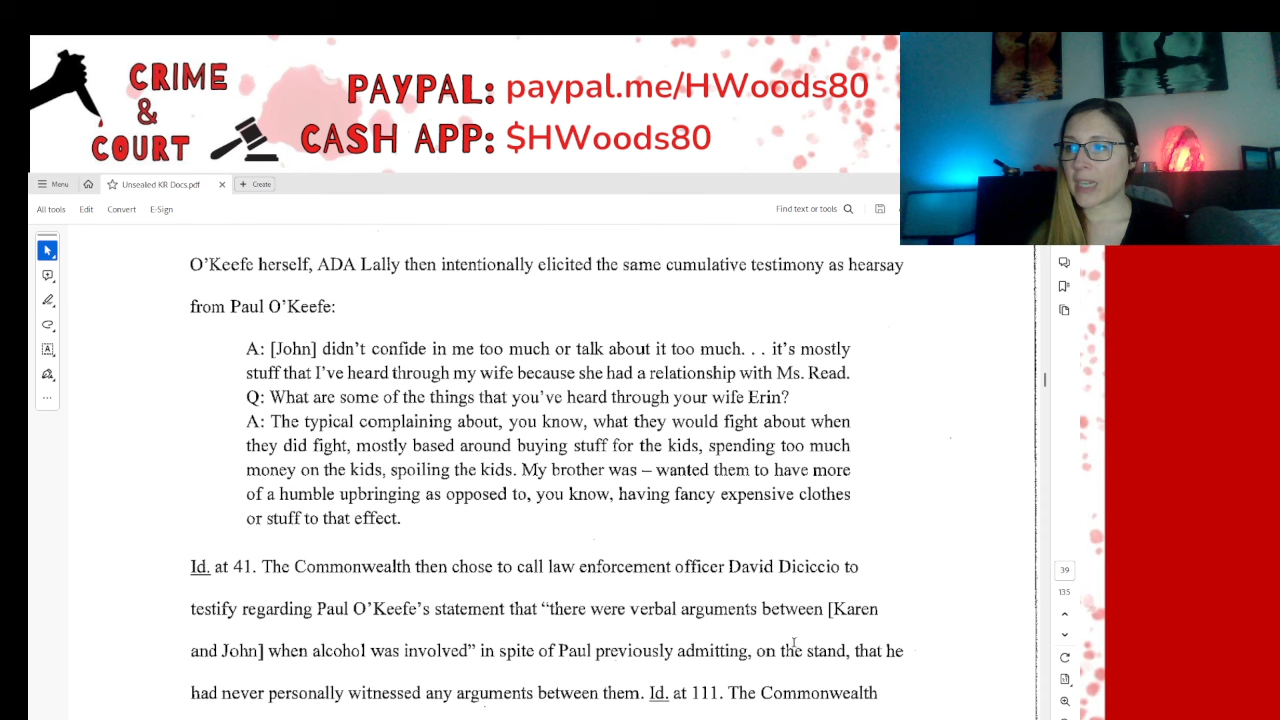 CRIME
&
COURT
PAYPAL: paypal.me/HWoods80
CASH APP: $HWoods80
Menu
Unsealed KR Docs.pdf
Create
All tools
Edit
Convert
E-Sign
Find text or tools
O'Keefe herself, ADA Lally then intentionally elicited the same cumulative testimony as hearsay
from Paul O'Keefe:
A: [John] didn't confide in me too much or talk about it too much. . . it's mostly
stuff that I've heard through my wife because she had a relationship with Ms. Read.
Q: What are some of the things that you've heard through your wife Erin?
A: The typical complaining about, you know, what they would fight about when
they did fight, mostly based around buying stuff for the kids, spending too much
money on the kids, spoiling the kids. My brother was – wanted them to have more
of a humble upbringing as opposed to, you know, having fancy expensive clothes
or stuff to that effect.
Id. at 41. The Commonwealth then chose to call law enforcement officer David Diciccio to
testify regarding Paul O'Keefe's statement that “there were verbal arguments between [Karen
and John] when alcohol was involved” in spite of Paul previously admitting, on the stand, that he
had never personally witnessed any arguments between them. Id. at 111. The Commonwealth
39
135